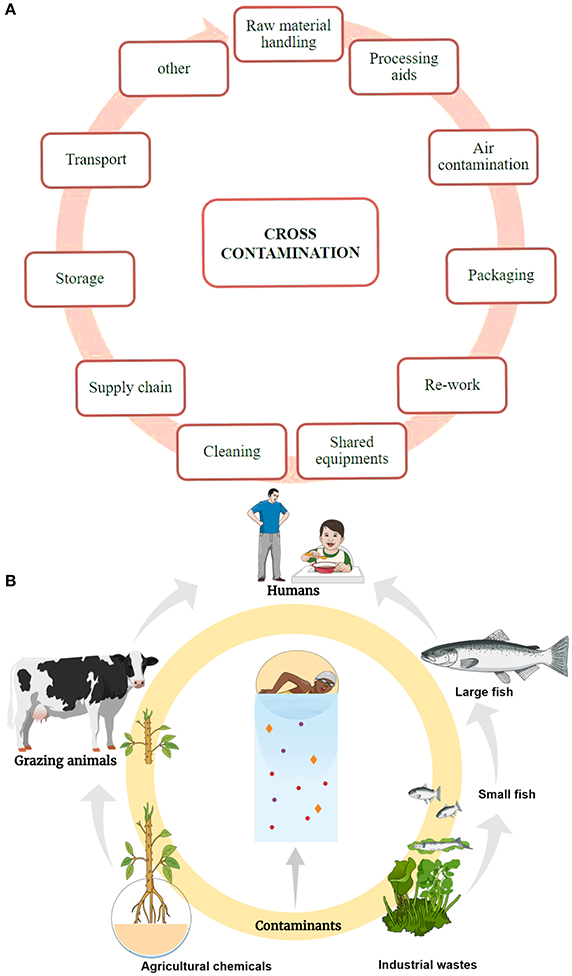 A
Raw material
handling
Processing
aids
Air
contamination
Packaging
Re-work
Shared
equipments
Cleaning
Supply chain
Storage
Transport
other
CROSS
CONTAMINATION
B
Humans
Grazing animals
Large fish
Small fish
Contaminants
Agricultural chemicals
Industrial wastes